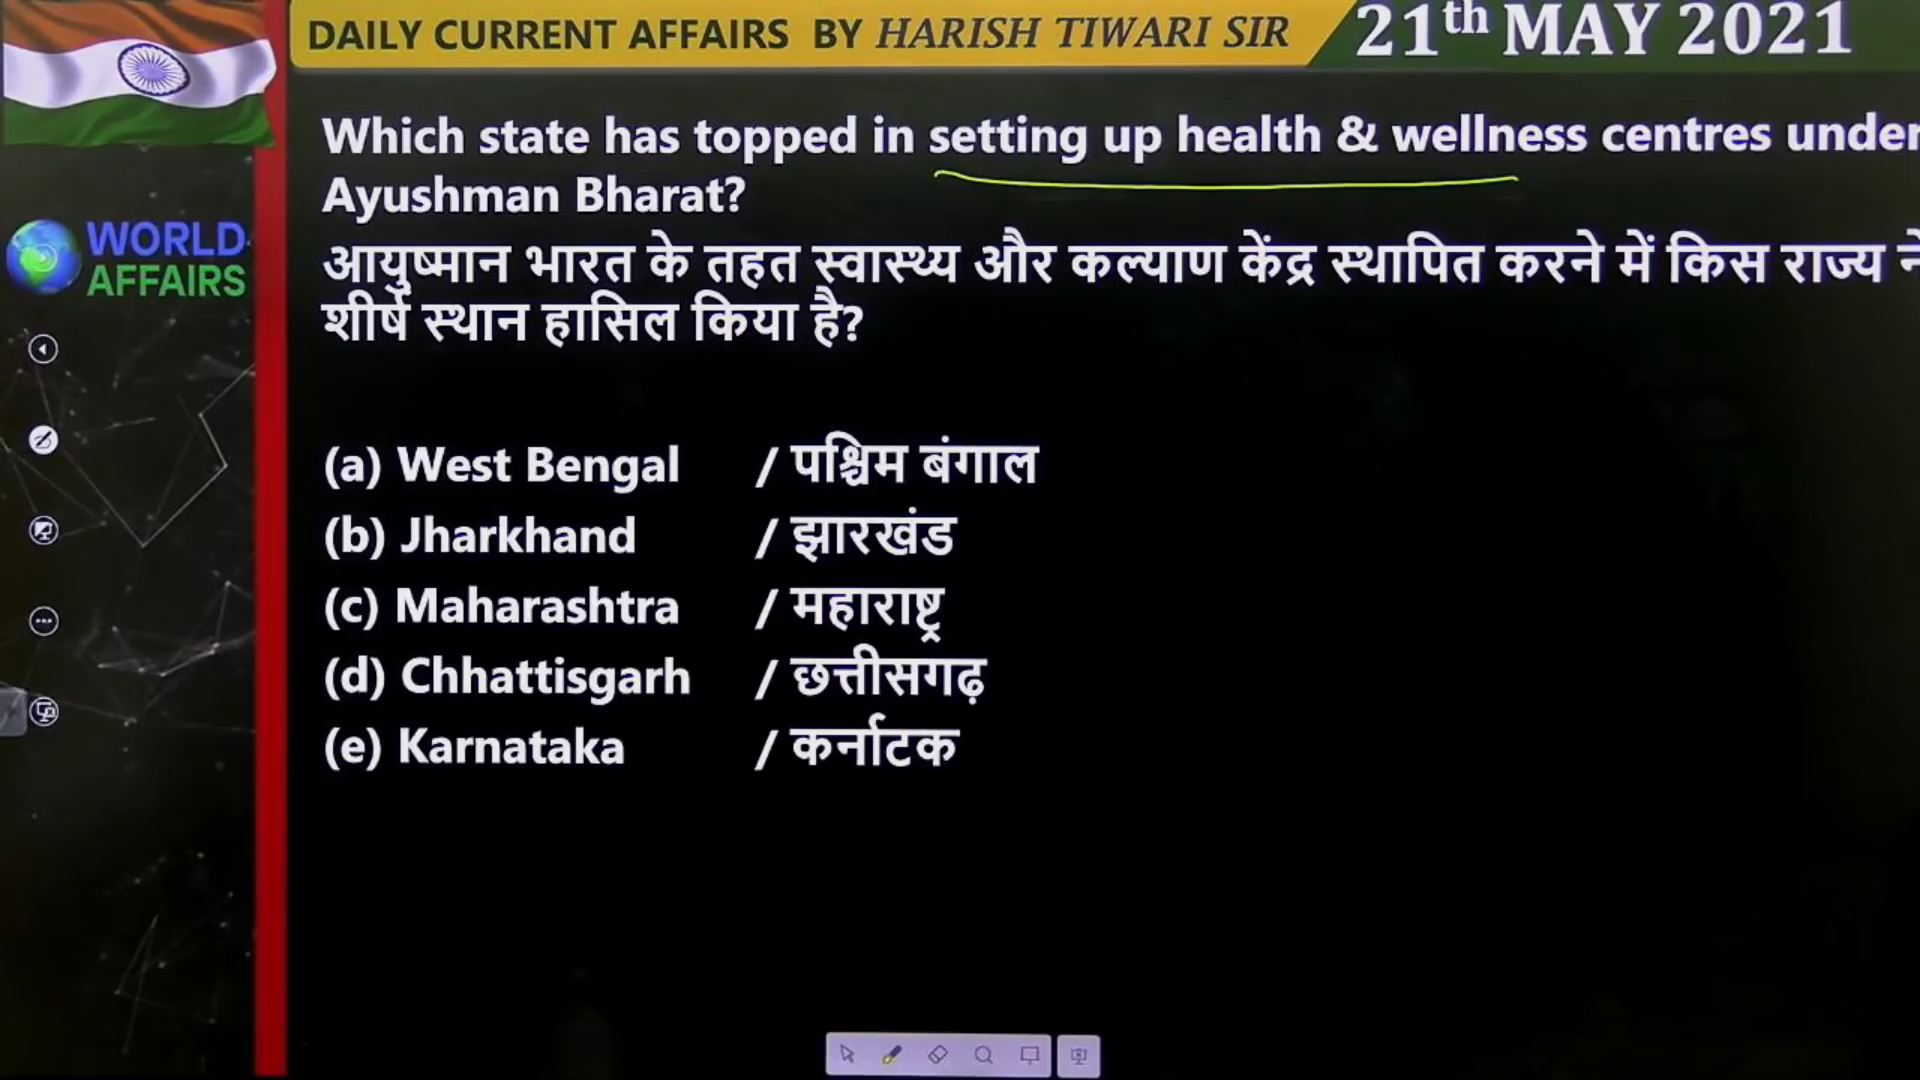 DAILY CURRENT AFFAIRS BY HARISH TIWARI SIR
21th MAY 2021
WORLD
AFFAIRS
Which state has topped in setting up health & wellness centres under
Ayushman Bharat?
आयुष्मान भारत के तहत स्वास्थ्य और कल्याण केंद्र स्थापित करने में किस राज्य ने
शीर्ष स्थान हासिल किया है?
(a) West Bengal / पश्चिम बंगाल
(b) Jharkhand / झारखंड
(c) Maharashtra / महाराष्ट्र
(d) Chhattisgarh / छत्तीसगढ़
(e) Karnataka / कर्नाटक